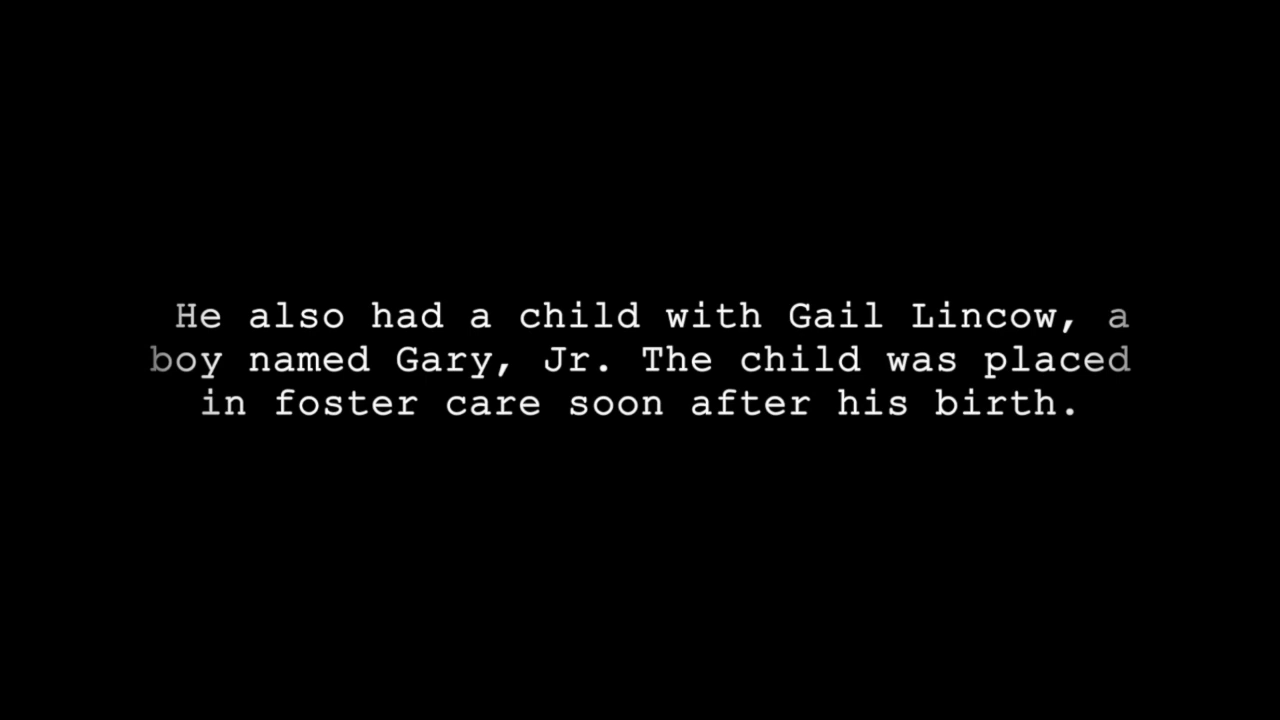 He also had a child with Gail Lincow, a
boy named Gary, Jr. The child was placed
in foster care soon after his birth.